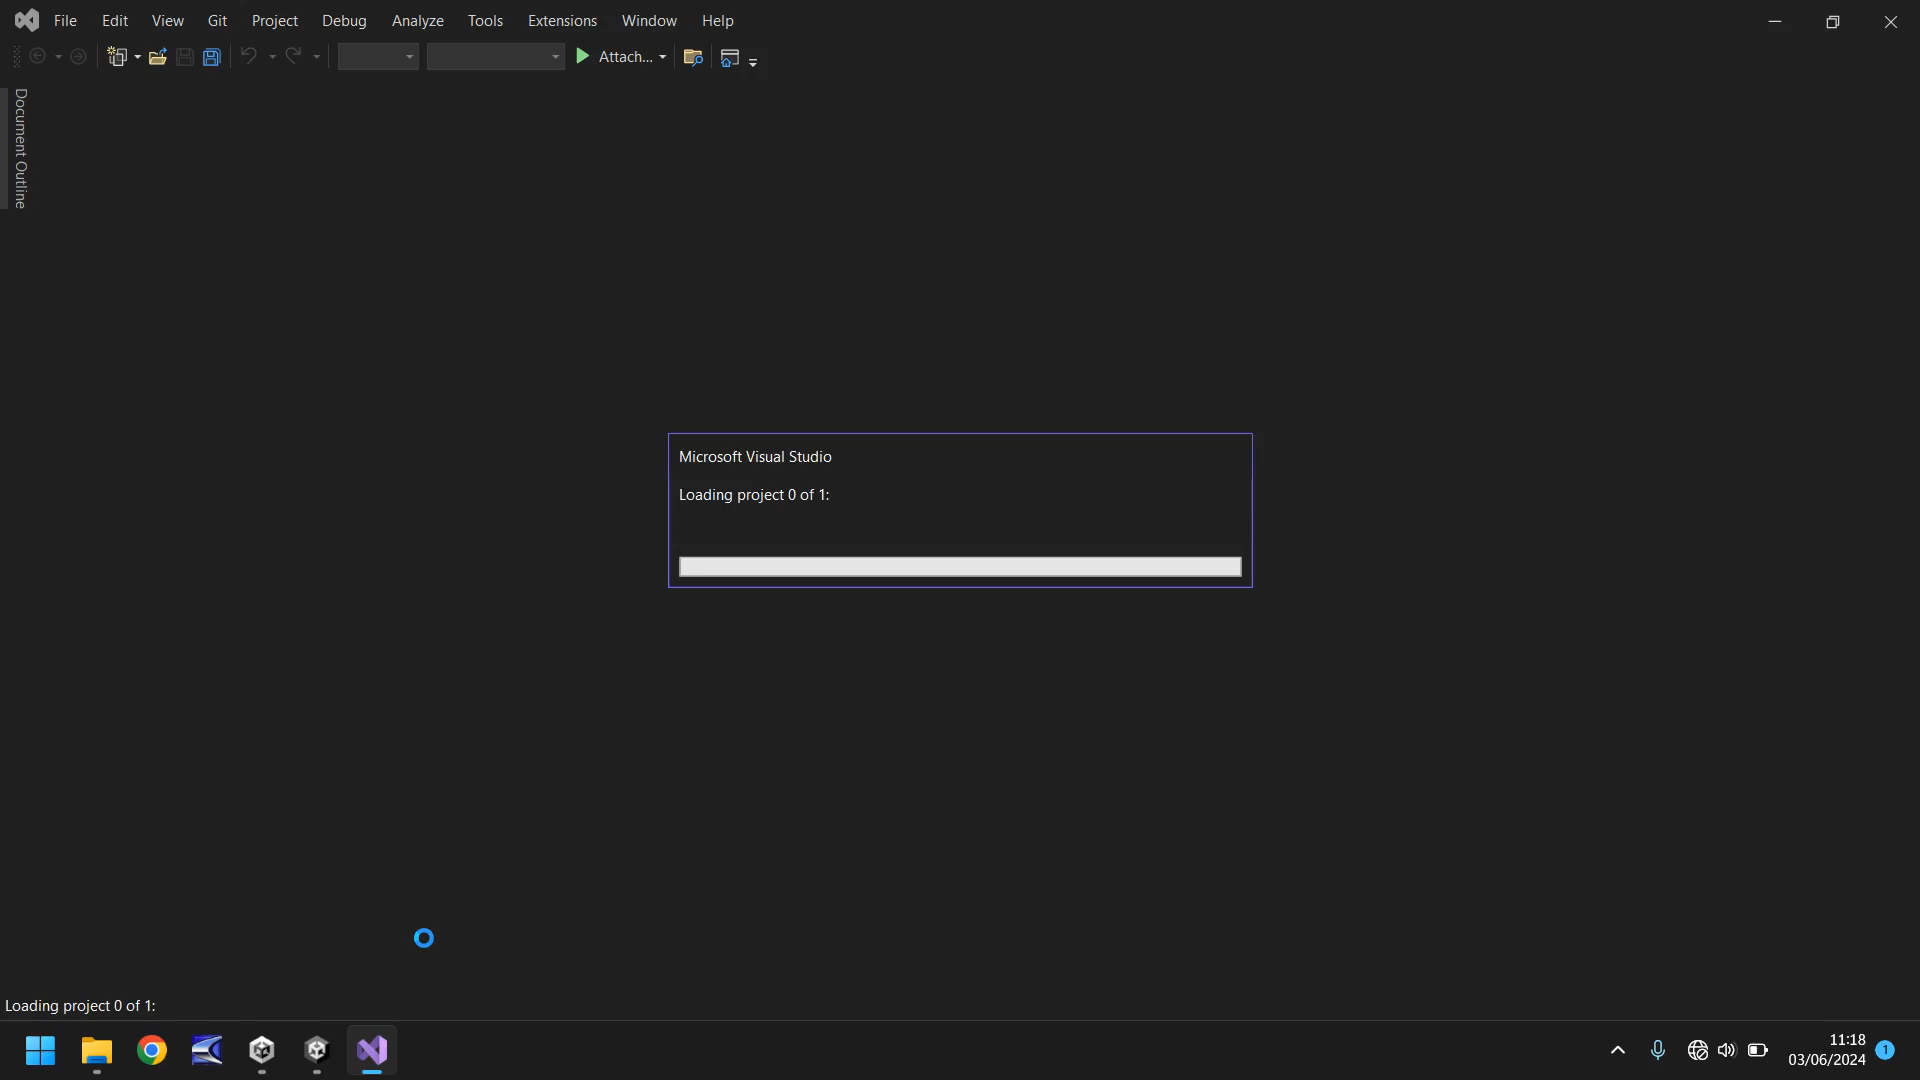 File Edit View Git Project Debug Analyze Tools Extensions Window Help
Attach...
Document Outline
Microsoft Visual Studio
Loading project 0 of 1:
Loading project 0 of 1:
11:18
03/06/2024
1